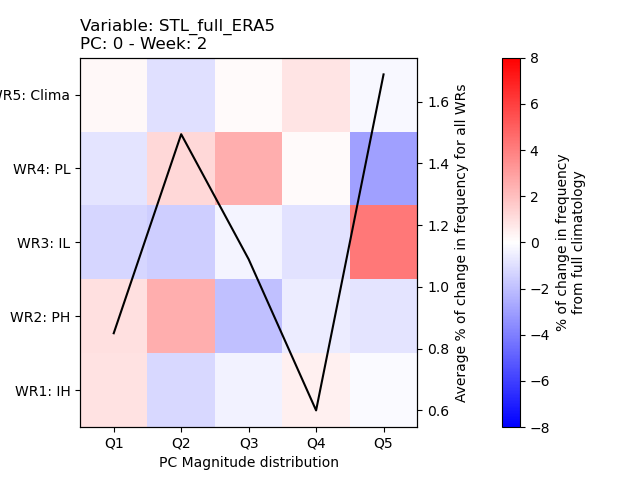 Variable: STL_full_ERA5
PC: 0 - Week: 2
R5: Clima
WR4: PL
WR3: IL
WR2: PH
WR1: IH
Q1 Q2 Q3 Q4 Q5
PC Magnitude distribution
1.6
1.4
1.2
1.0
0.8
0.6
Average % of change in frequency for all WRs
8
6
4
2
0
−2
−4
−6
−8
% of change in frequency
from full climatology